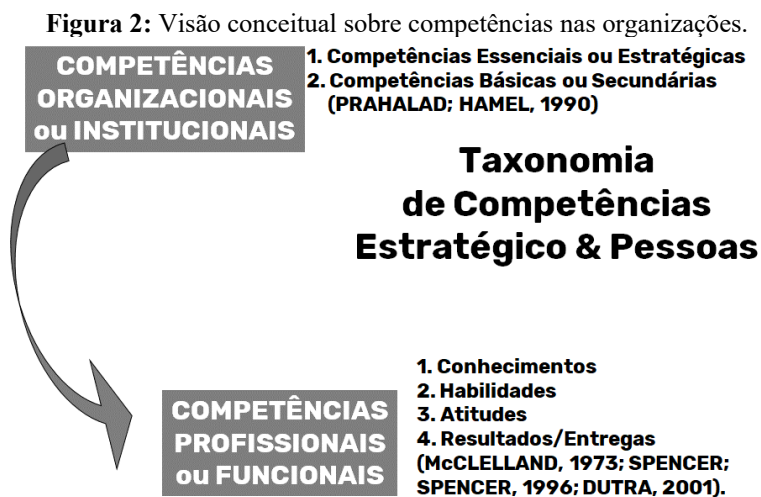 Figura 2: Visão conceitual sobre competências nas organizações.
COMPETÊNCIAS
ORGANIZACIONAIS
ou INSTITUCIONAIS
1. Competências Essenciais ou Estratégicas
2. Competências Básicas ou Secundárias
(PRAHALAD; HAMEL, 1990)
Taxonomia
de Competências
Estratégico & Pessoas
COMPETÊNCIAS
PROFISSIONAIS
ou FUNCIONAIS
1. Conhecimentos
2. Habilidades
3. Atitudes
4. Resultados/Entregas
(McCLELLAND, 1973; SPENCER;
SPENCER, 1996; DUTRA, 2001).